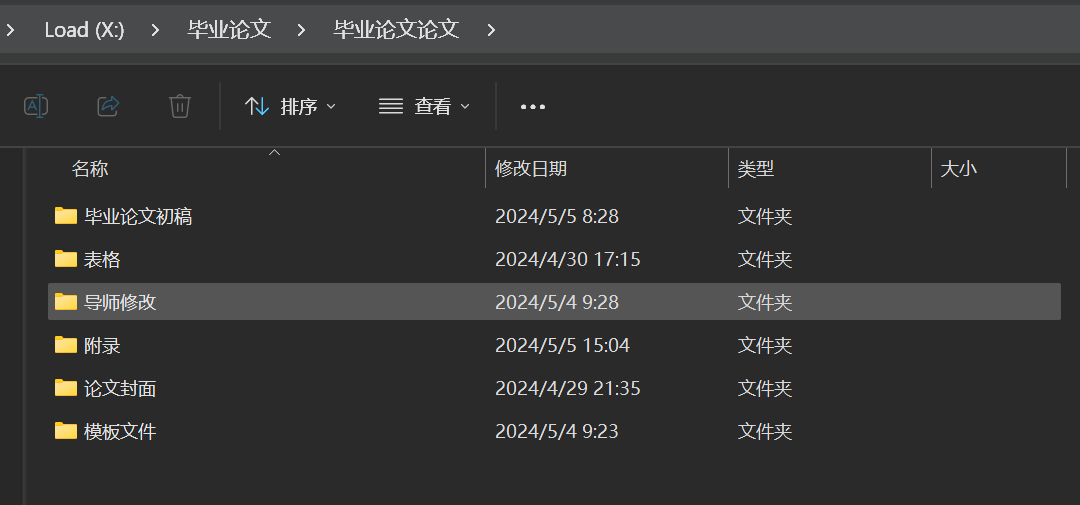 Load (X:) 毕业论文 毕业论文论文
排序 查看
名称 修改日期 类型 大小
毕业论文初稿 2024/5/5 8:28 文件夹
表格 2024/4/30 17:15 文件夹
导师修改 2024/5/4 9:28 文件夹
附录 2024/5/5 15:04 文件夹
论文封面 2024/4/29 21:35 文件夹
模板文件 2024/5/4 9:23 文件夹